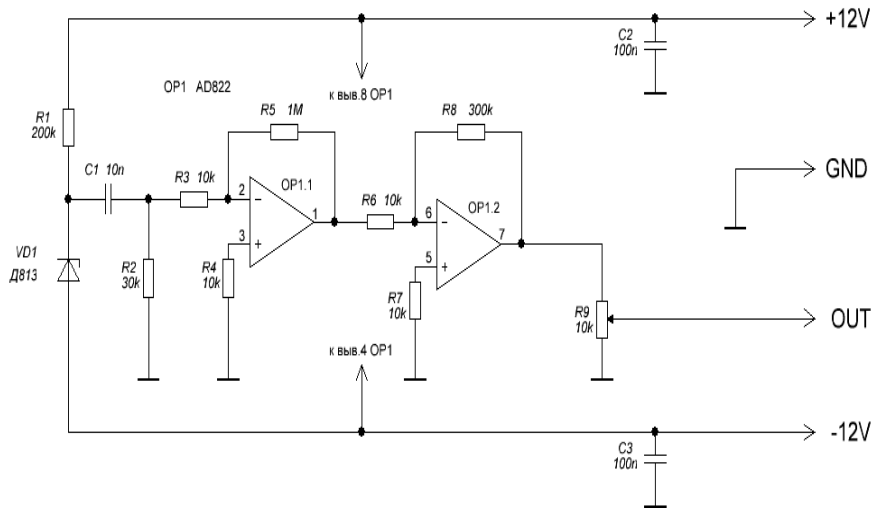 +12V
C2
100n
OP1 AD822
к выв.8 OP1
R1
200k
R5 1M
R8 300k
C1 10n
R3 10k
2
OP1.1
1
3
R6 10k
6
OP1.2
7
5
GND
VD1
Д813
R2
30k
R4
10k
R7
10k
R9
10k
OUT
к выв.4 OP1
-12V
C3
100n